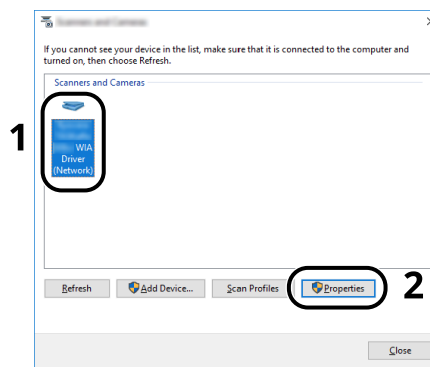 If you cannot see your device in the list, make sure that it is connected to the computer and
turned on, then choose Refresh.
Scanners and Cameras
1
WIA
Driver
(Network)
Refresh
Add Device...
Scan Profiles
Properties
2
Close